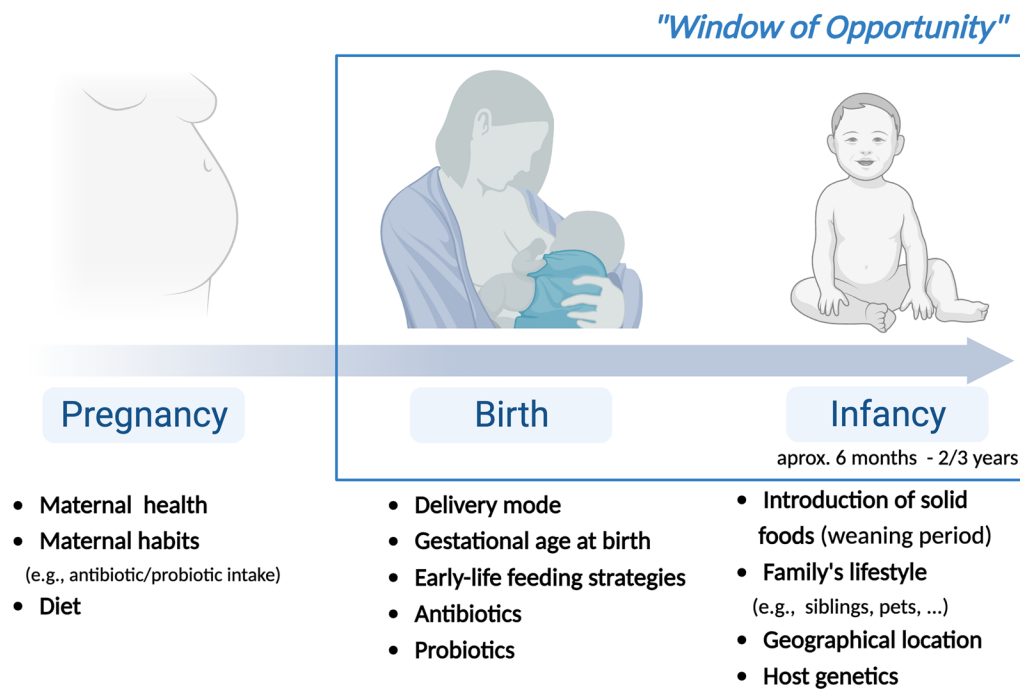 "Window of Opportunity"
Pregnancy
Birth
Infancy
aprox. 6 months - 2/3 years
• Maternal health
• Maternal habits
(e.g., antibiotic/probiotic intake)
• Diet
• Delivery mode
• Gestational age at birth
• Early-life feeding strategies
• Antibiotics
• Probiotics
• Introduction of solid
foods (weaning period)
• Family's lifestyle
(e.g., siblings, pets, ...)
• Geographical location
• Host genetics